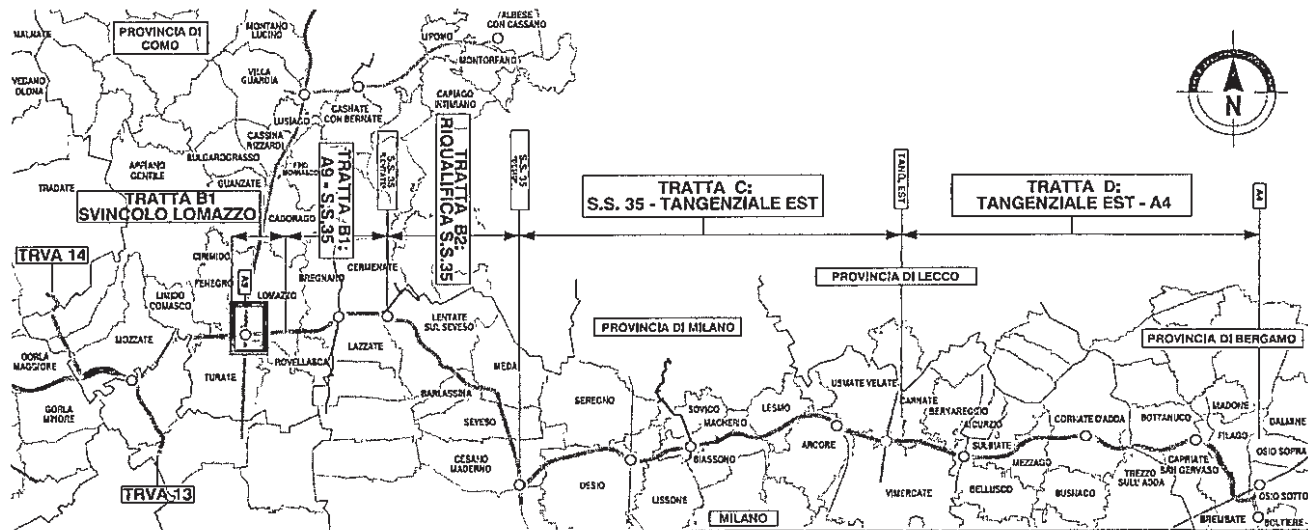 MALNATE
PROVINCIA DI
COMO
MONTANO
LUCINO
LIPOMO
ALBESE
CON CASSANO
MONTORFANO
VEDANO
OLONA
VILLA
GUARDIA
CAPIAGO
INTIMIANO
CASNATE
CON BERNATE
LUISAGO
CASSINA
RIZZARDI
BULGAROGRASSO
APPIANO
GENTILE
GUANZATE
TRADATE
FINO
MORNASCO
CADORAGO
N
TRATTA B1
SVINCOLO LOMAZZO
TRATTA B1:
A9 - S.S.35
S.S. 35
TRATTA B2:
RIQUALIFICA S.S.35
S.S. 35
TRATTA C:
S.S. 35 - TANGENZIALE EST
TANG. EST
TRATTA D:
TANGENZIALE EST - A4
A4
TRVA 14
CIRIMIDO
FENEGRO
A9
LOMAZZO
BREGNANO
CERMENATE
LIMIDO
COMASCO
LENTATE
SUL SEVESO
PROVINCIA DI LECCO
PROVINCIA DI MILANO
PROVINCIA DI BERGAMO
GORLA
MAGGIORE
MOZZATE
TURATE
ROVELLASCA
LAZZATE
MEDA
BARLASSINA
GORLA
MINORE
SEVESO
SEREGNO
SOVICO
MACHERIO
LESMO
USMATE VELATE
CARNATE
BERNAREGGIO
AICURZIO
SULBIATE
CORNATE D'ADDA
BOTTANUCO
MADONE
DALMINE
FILAGO
CESANO
MADERNO
BIASSONO
ARCORE
MEZZAGO
CAPRIATE
SAN GERVASO
OSIO SOPRA
TRVA 13
DESIO
LISSONE
VIMERCATE
BELLUSCO
BUSNAGO
TREZZO
SULL'ADDA
OSIO SOTTO
MILANO
BREMBATE
BOLTIERE